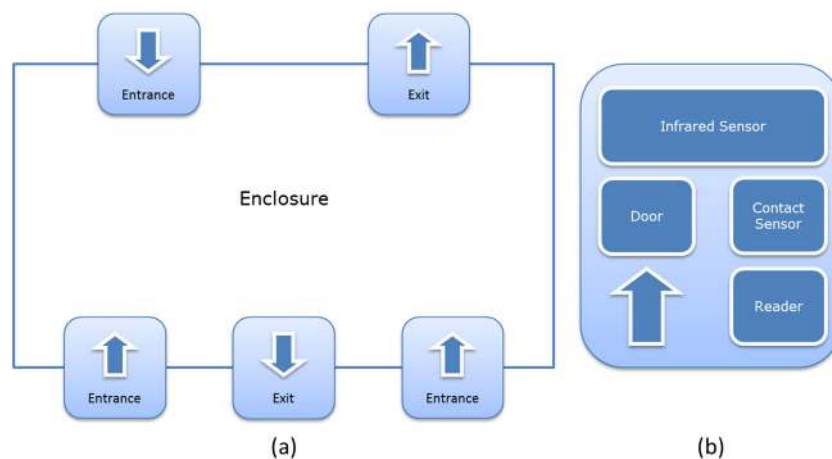 Entrance
Exit
Enclosure
Entrance
Exit
Entrance
(a)
Infrared Sensor
Door
Contact
Sensor
Reader
(b)